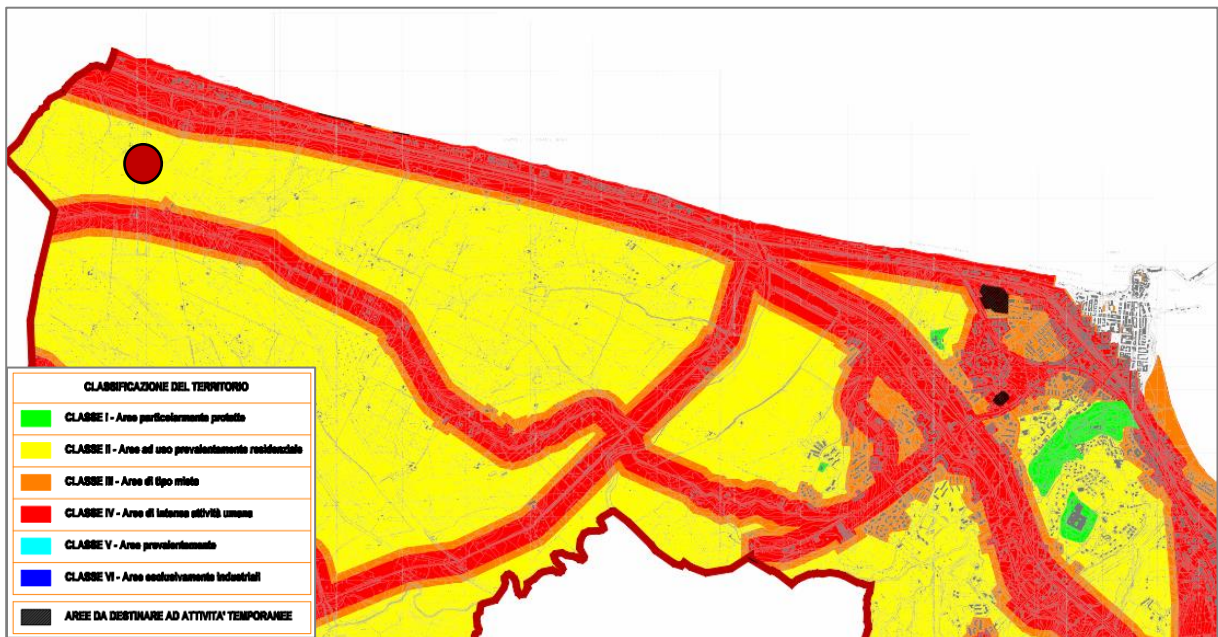 CLASSIFICAZIONE DEL TERRITORIO
CLASSE I - Aree particolarmente protette
CLASSE II - Aree ad uso prevalentemente residenziale
CLASSE III - Aree di tipo misto
CLASSE IV - Aree di intensa attività umana
CLASSE V - Aree prevalentemente
CLASSE VI - Aree esclusivamente industriali
AREE DA DESTINARE AD ATTIVITA' TEMPORANEE